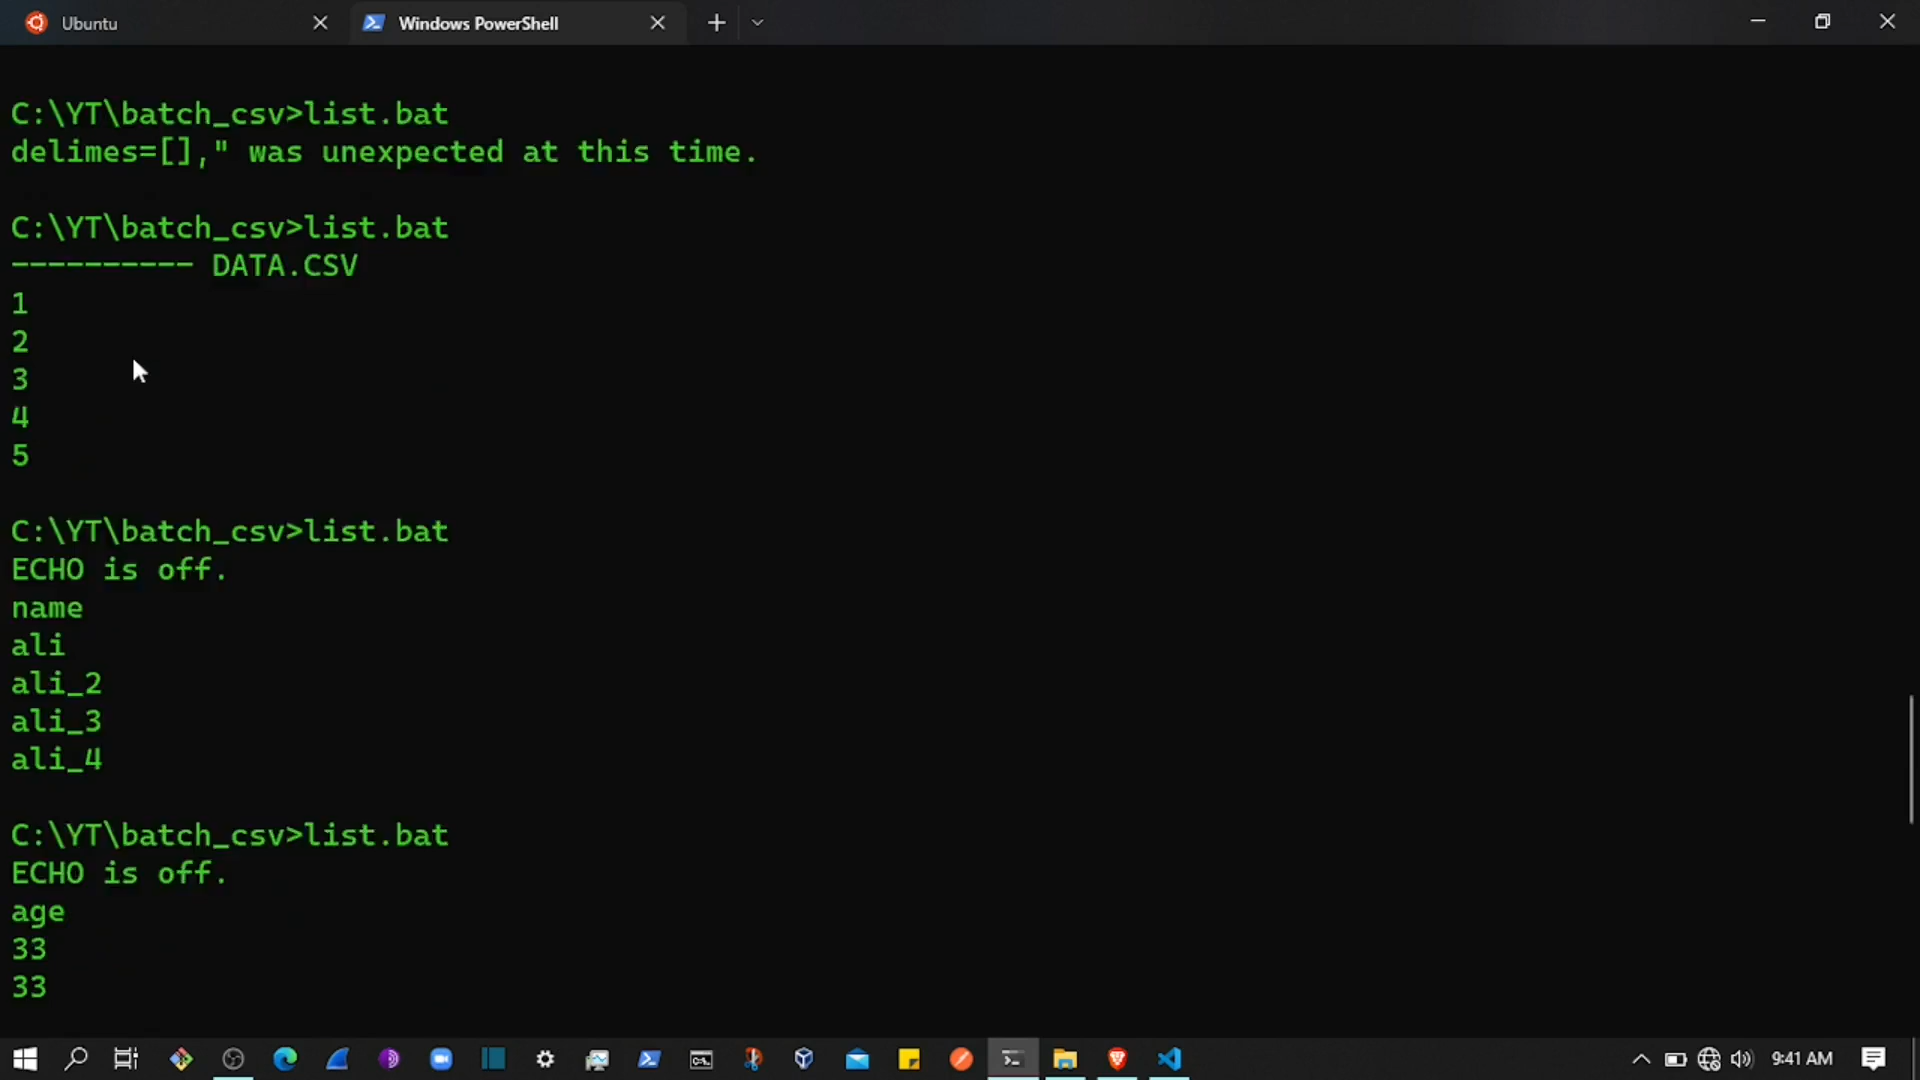 Ubuntu
Windows PowerShell
C:\YT\batch_csv>list.bat
delimes=[]," was unexpected at this time.
C:\YT\batch_csv>list.bat
---------- DATA.CSV
1
2
3
4
5
C:\YT\batch_csv>list.bat
ECHO is off.
name
ali
ali_2
ali_3
ali_4
C:\YT\batch_csv>list.bat
ECHO is off.
age
33
33
9:41 AM